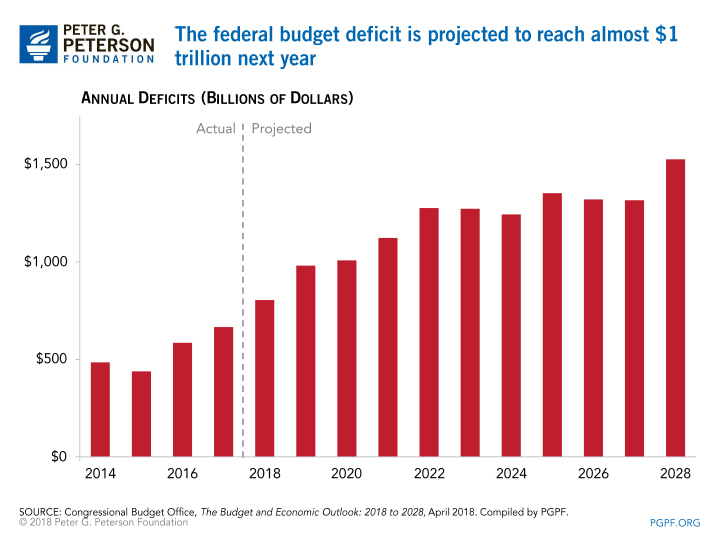 PETER G.
PETERSON
FOUNDATION
The federal budget deficit is projected to reach almost $1
trillion next year
ANNUAL DEFICITS (BILLIONS OF DOLLARS)
Actual Projected
$1,500
$1,000
$500
$0
2014 2016 2018 2020 2022 2024 2026 2028
SOURCE: Congressional Budget Office, The Budget and Economic Outlook: 2018 to 2028, April 2018. Compiled by PGPF.
© 2018 Peter G. Peterson Foundation
PGPF.ORG